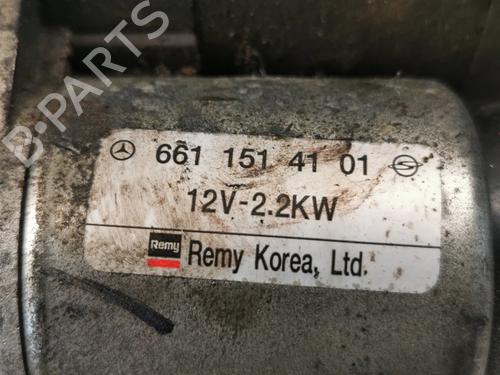 B-PARTS
661 151 41 01
12V-2.2KW
Remy
Remy Korea, Ltd.